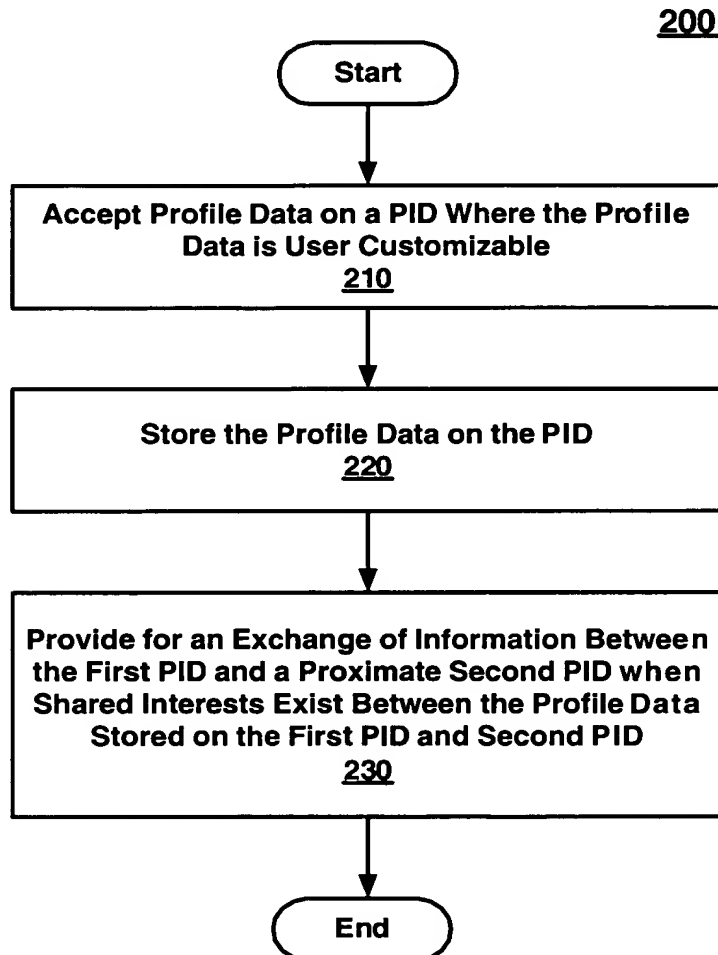 200
Start
Accept Profile Data on a PID Where the Profile
Data is User Customizable
210
Store the Profile Data on the PID
220
Provide for an Exchange of Information Between
the First PID and a Proximate Second PID when
Shared Interests Exist Between the Profile Data
Stored on the First PID and Second PID
230
End